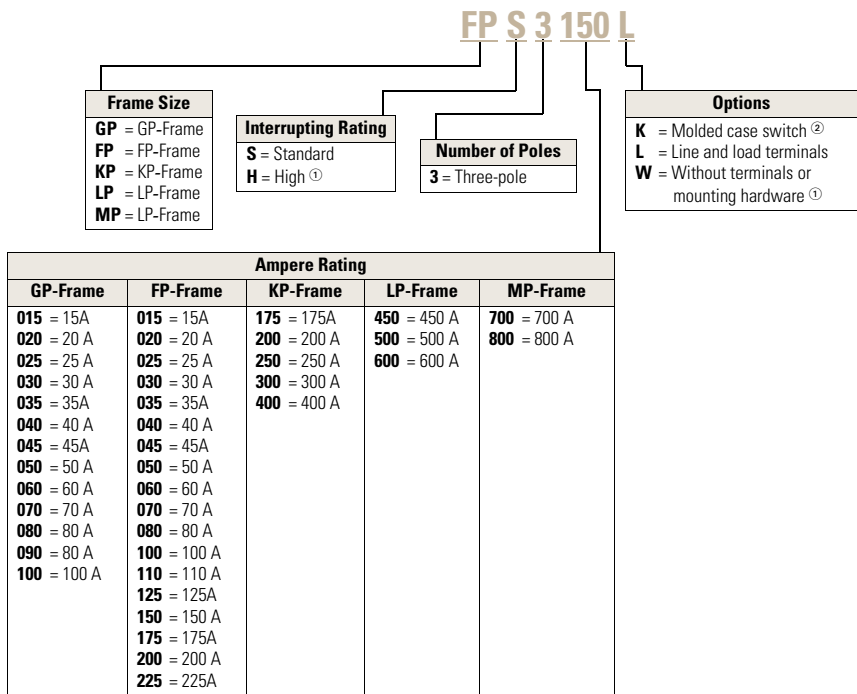 FP S 3 150 L
Frame Size
GP = GP-Frame
FP = FP-Frame
KP = KP-Frame
LP = LP-Frame
MP = LP-Frame
Interrupting Rating
S = Standard
H = High ①
Number of Poles
3 = Three-pole
Options
K = Molded case switch ②
L = Line and load terminals
W = Without terminals or
mounting hardware ①
Ampere Rating
GP-Frame
015 = 15A
020 = 20 A
025 = 25 A
030 = 30 A
035 = 35A
040 = 40 A
045 = 45A
050 = 50 A
060 = 60 A
070 = 70 A
080 = 80 A
090 = 80 A
100 = 100 A
FP-Frame
015 = 15A
020 = 20 A
025 = 25 A
030 = 30 A
035 = 35A
040 = 40 A
045 = 45A
050 = 50 A
060 = 60 A
070 = 70 A
080 = 80 A
100 = 100 A
110 = 110 A
125 = 125A
150 = 150 A
175 = 175A
200 = 200 A
225 = 225A
KP-Frame
175 = 175A
200 = 200 A
250 = 250 A
300 = 300 A
400 = 400 A
LP-Frame
450 = 450 A
500 = 500 A
600 = 600 A
MP-Frame
700 = 700 A
800 = 800 A